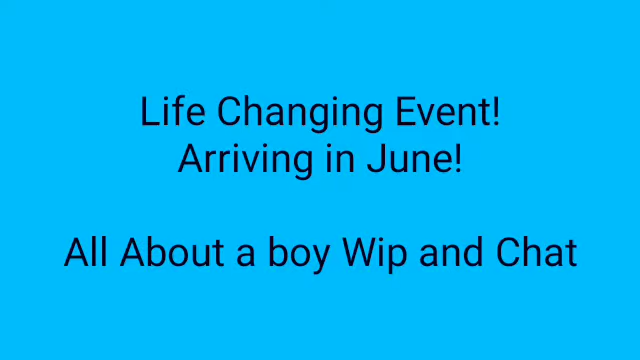 Life Changing Event!
Arriving in June!
All About a boy Wip and Chat